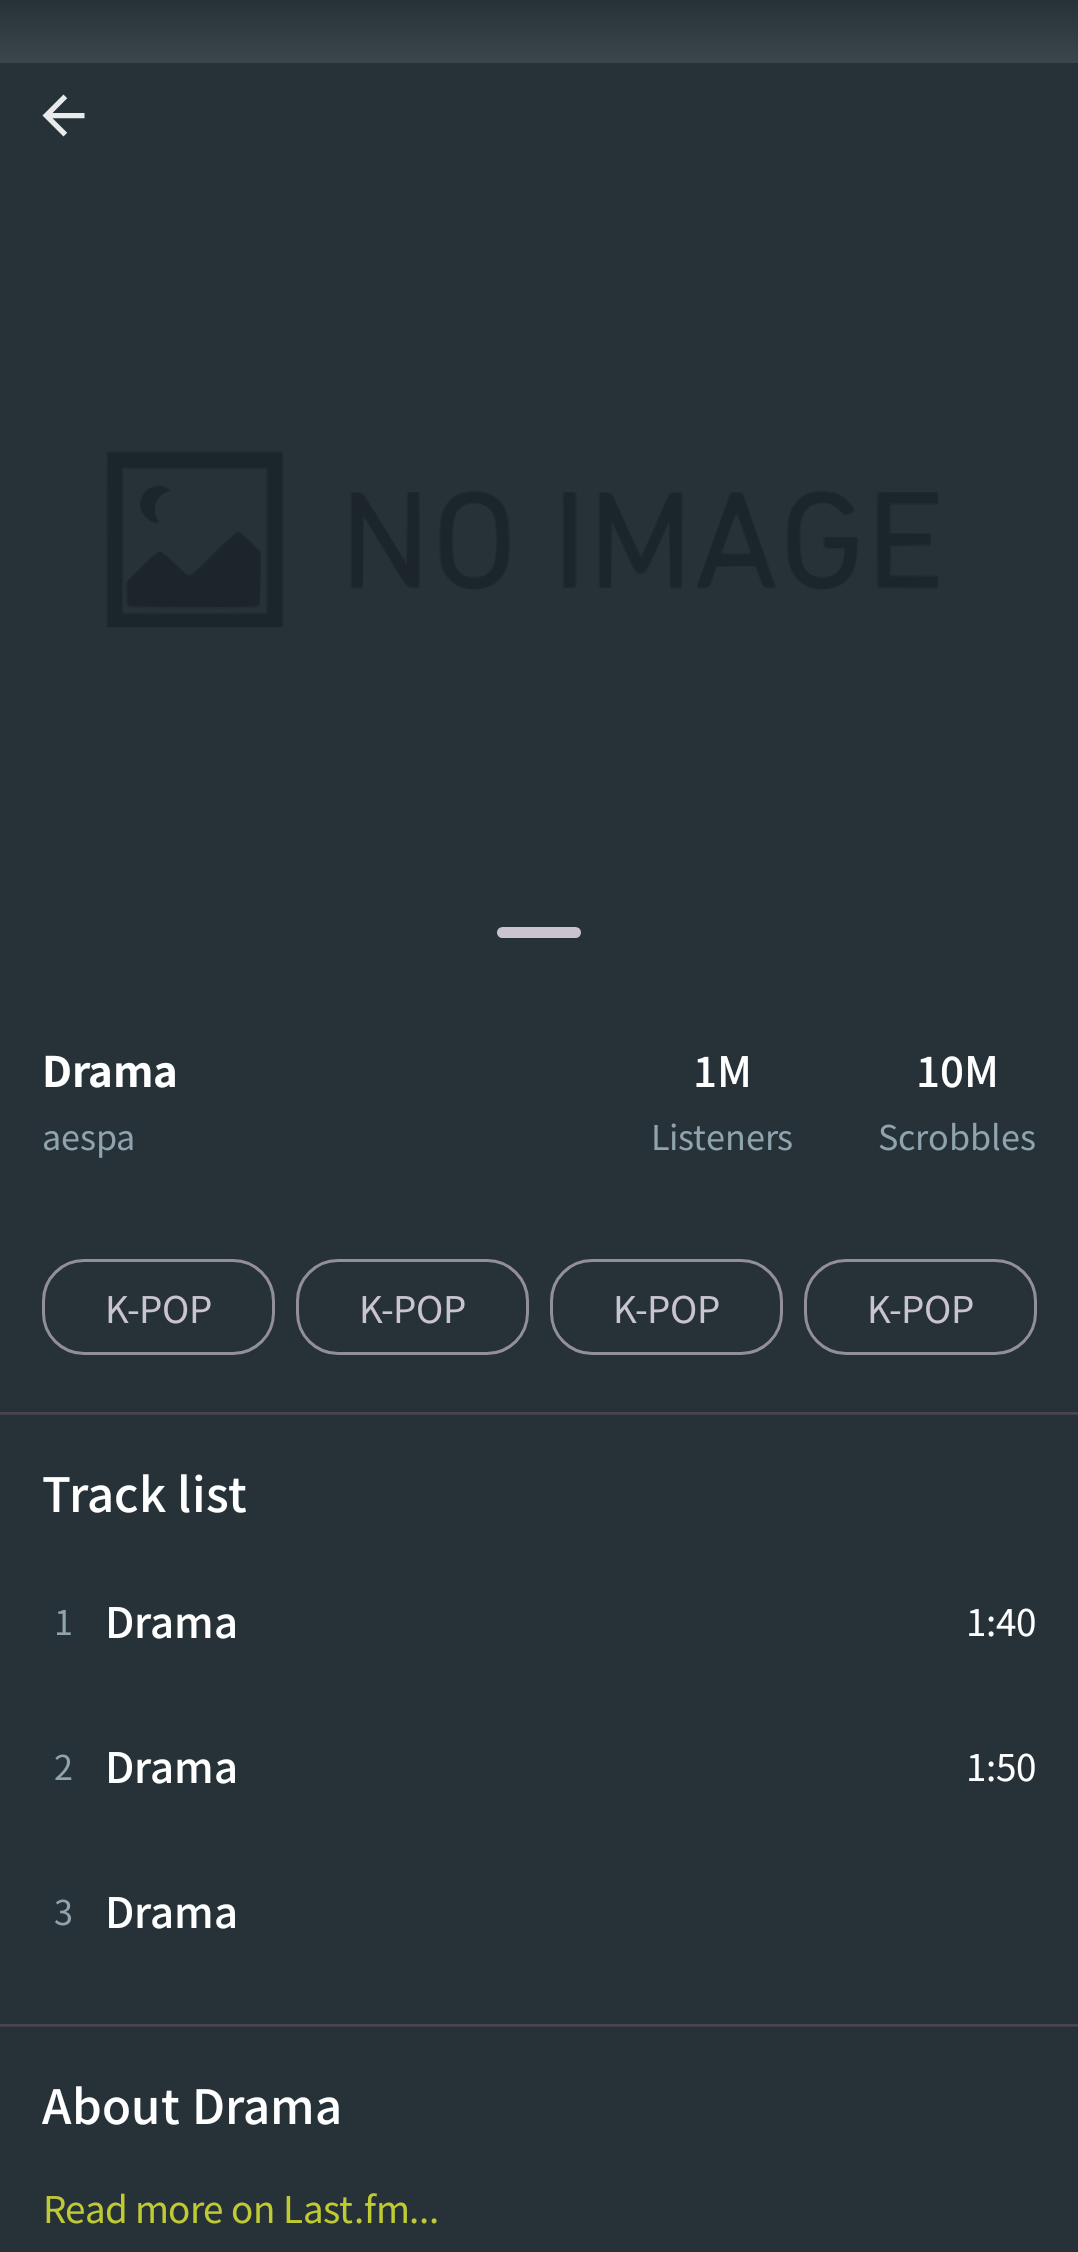 NO IMAGE
Drama
1M
10M
aespa
Listeners
Scrobbles
K-POP
K-POP
K-POP
K-POP
Track list
1 Drama 1:40
2 Drama 1:50
3 Drama
About Drama
Read more on Last.fm...